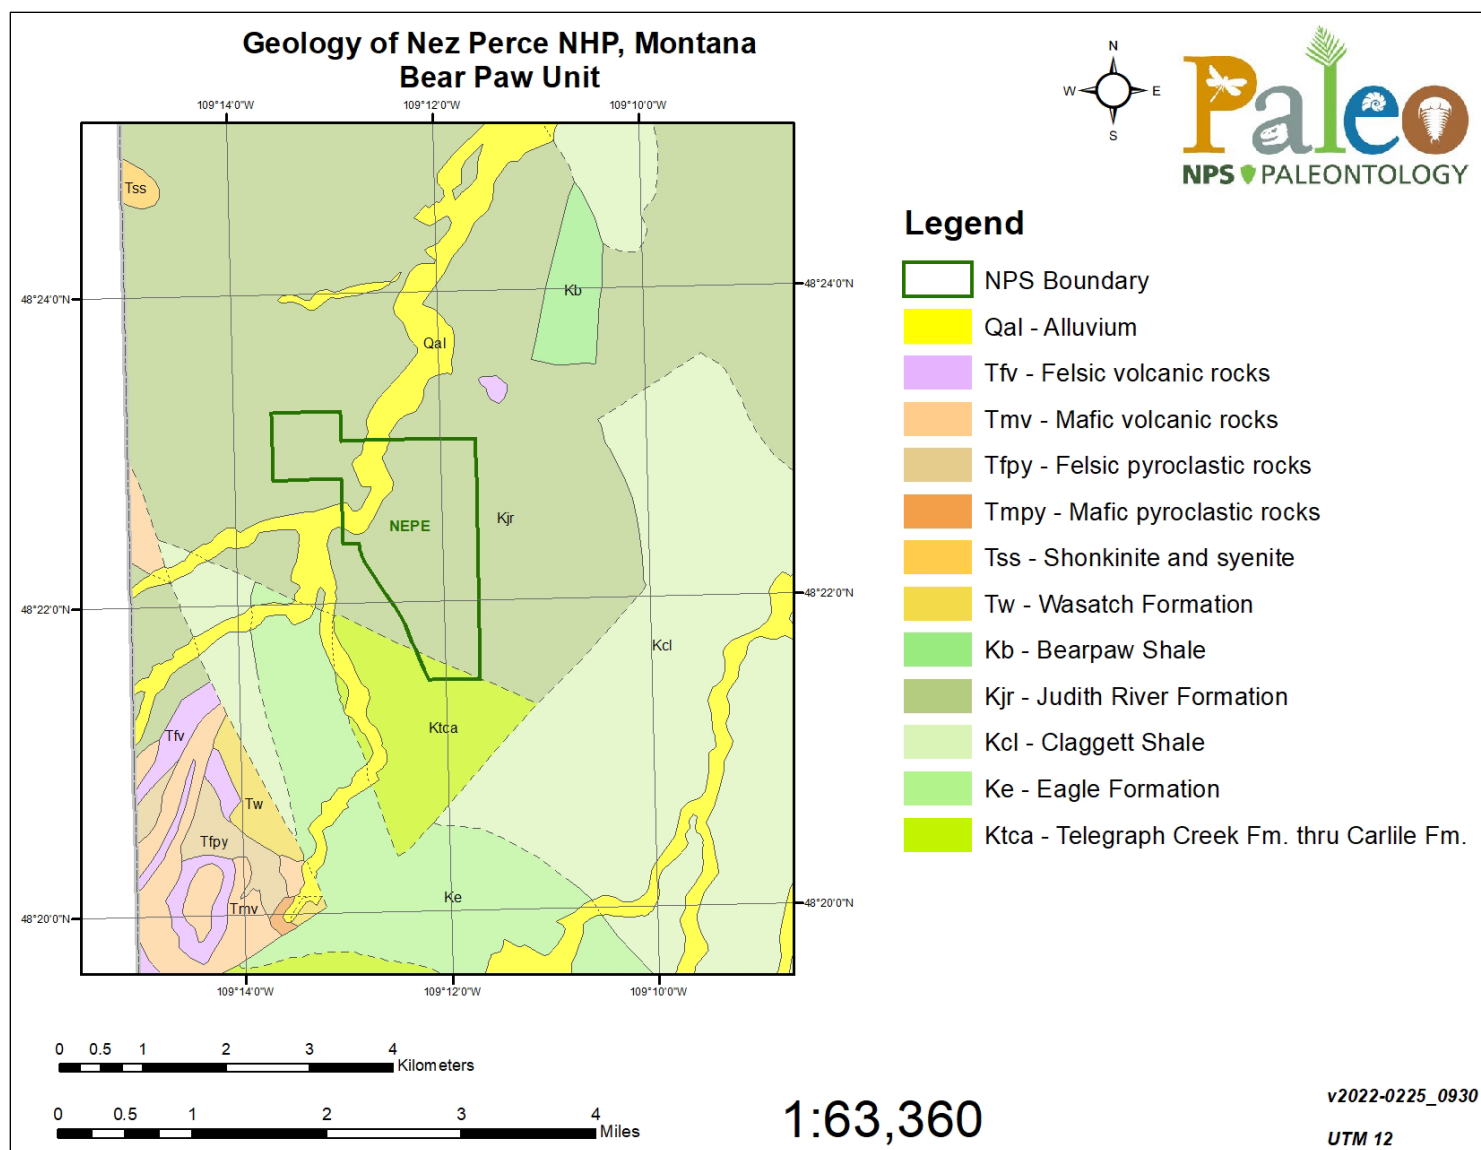 Geology of Nez Perce NHP, Montana
Bear Paw Unit
N
W E
S
Paleo
NPS PALEONTOLOGY
109°14'0"W 109°12'0"W 109°10'0"W
Tss
48°24'0"N 48°24'0"N
Kb
Qal
NEPE
Kjr
48°22'0"N 48°22'0"N
Kcl
Ktca
Tfv
Tw
Tfpy
Ke
Tmv
48°20'0"N 48°20'0"N
109°14'0"W 109°12'0"W 109°10'0"W
Legend
NPS Boundary
Qal - Alluvium
Tfv - Felsic volcanic rocks
Tmv - Mafic volcanic rocks
Tfpy - Felsic pyroclastic rocks
Tmpy - Mafic pyroclastic rocks
Tss - Shonkinite and syenite
Tw - Wasatch Formation
Kb - Bearpaw Shale
Kjr - Judith River Formation
Kcl - Claggett Shale
Ke - Eagle Formation
Ktca - Telegraph Creek Fm. thru Carlile Fm.
0 0.5 1 2 3 4
Kilometers
0 0.5 1 2 3 4
Miles
1:63,360
v2022-0225_0930
UTM 12